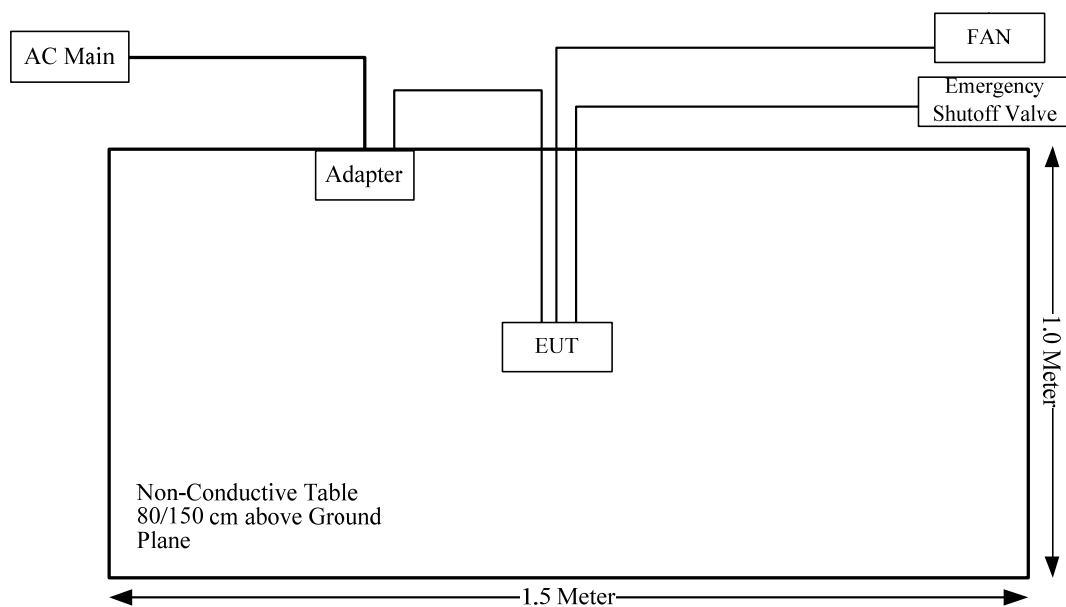 AC Main
FAN
Emergency
Shutoff Valve
Adapter
EUT
1.0 Meter
Non-Conductive Table
80/150 cm above Ground
Plane
1.5 Meter